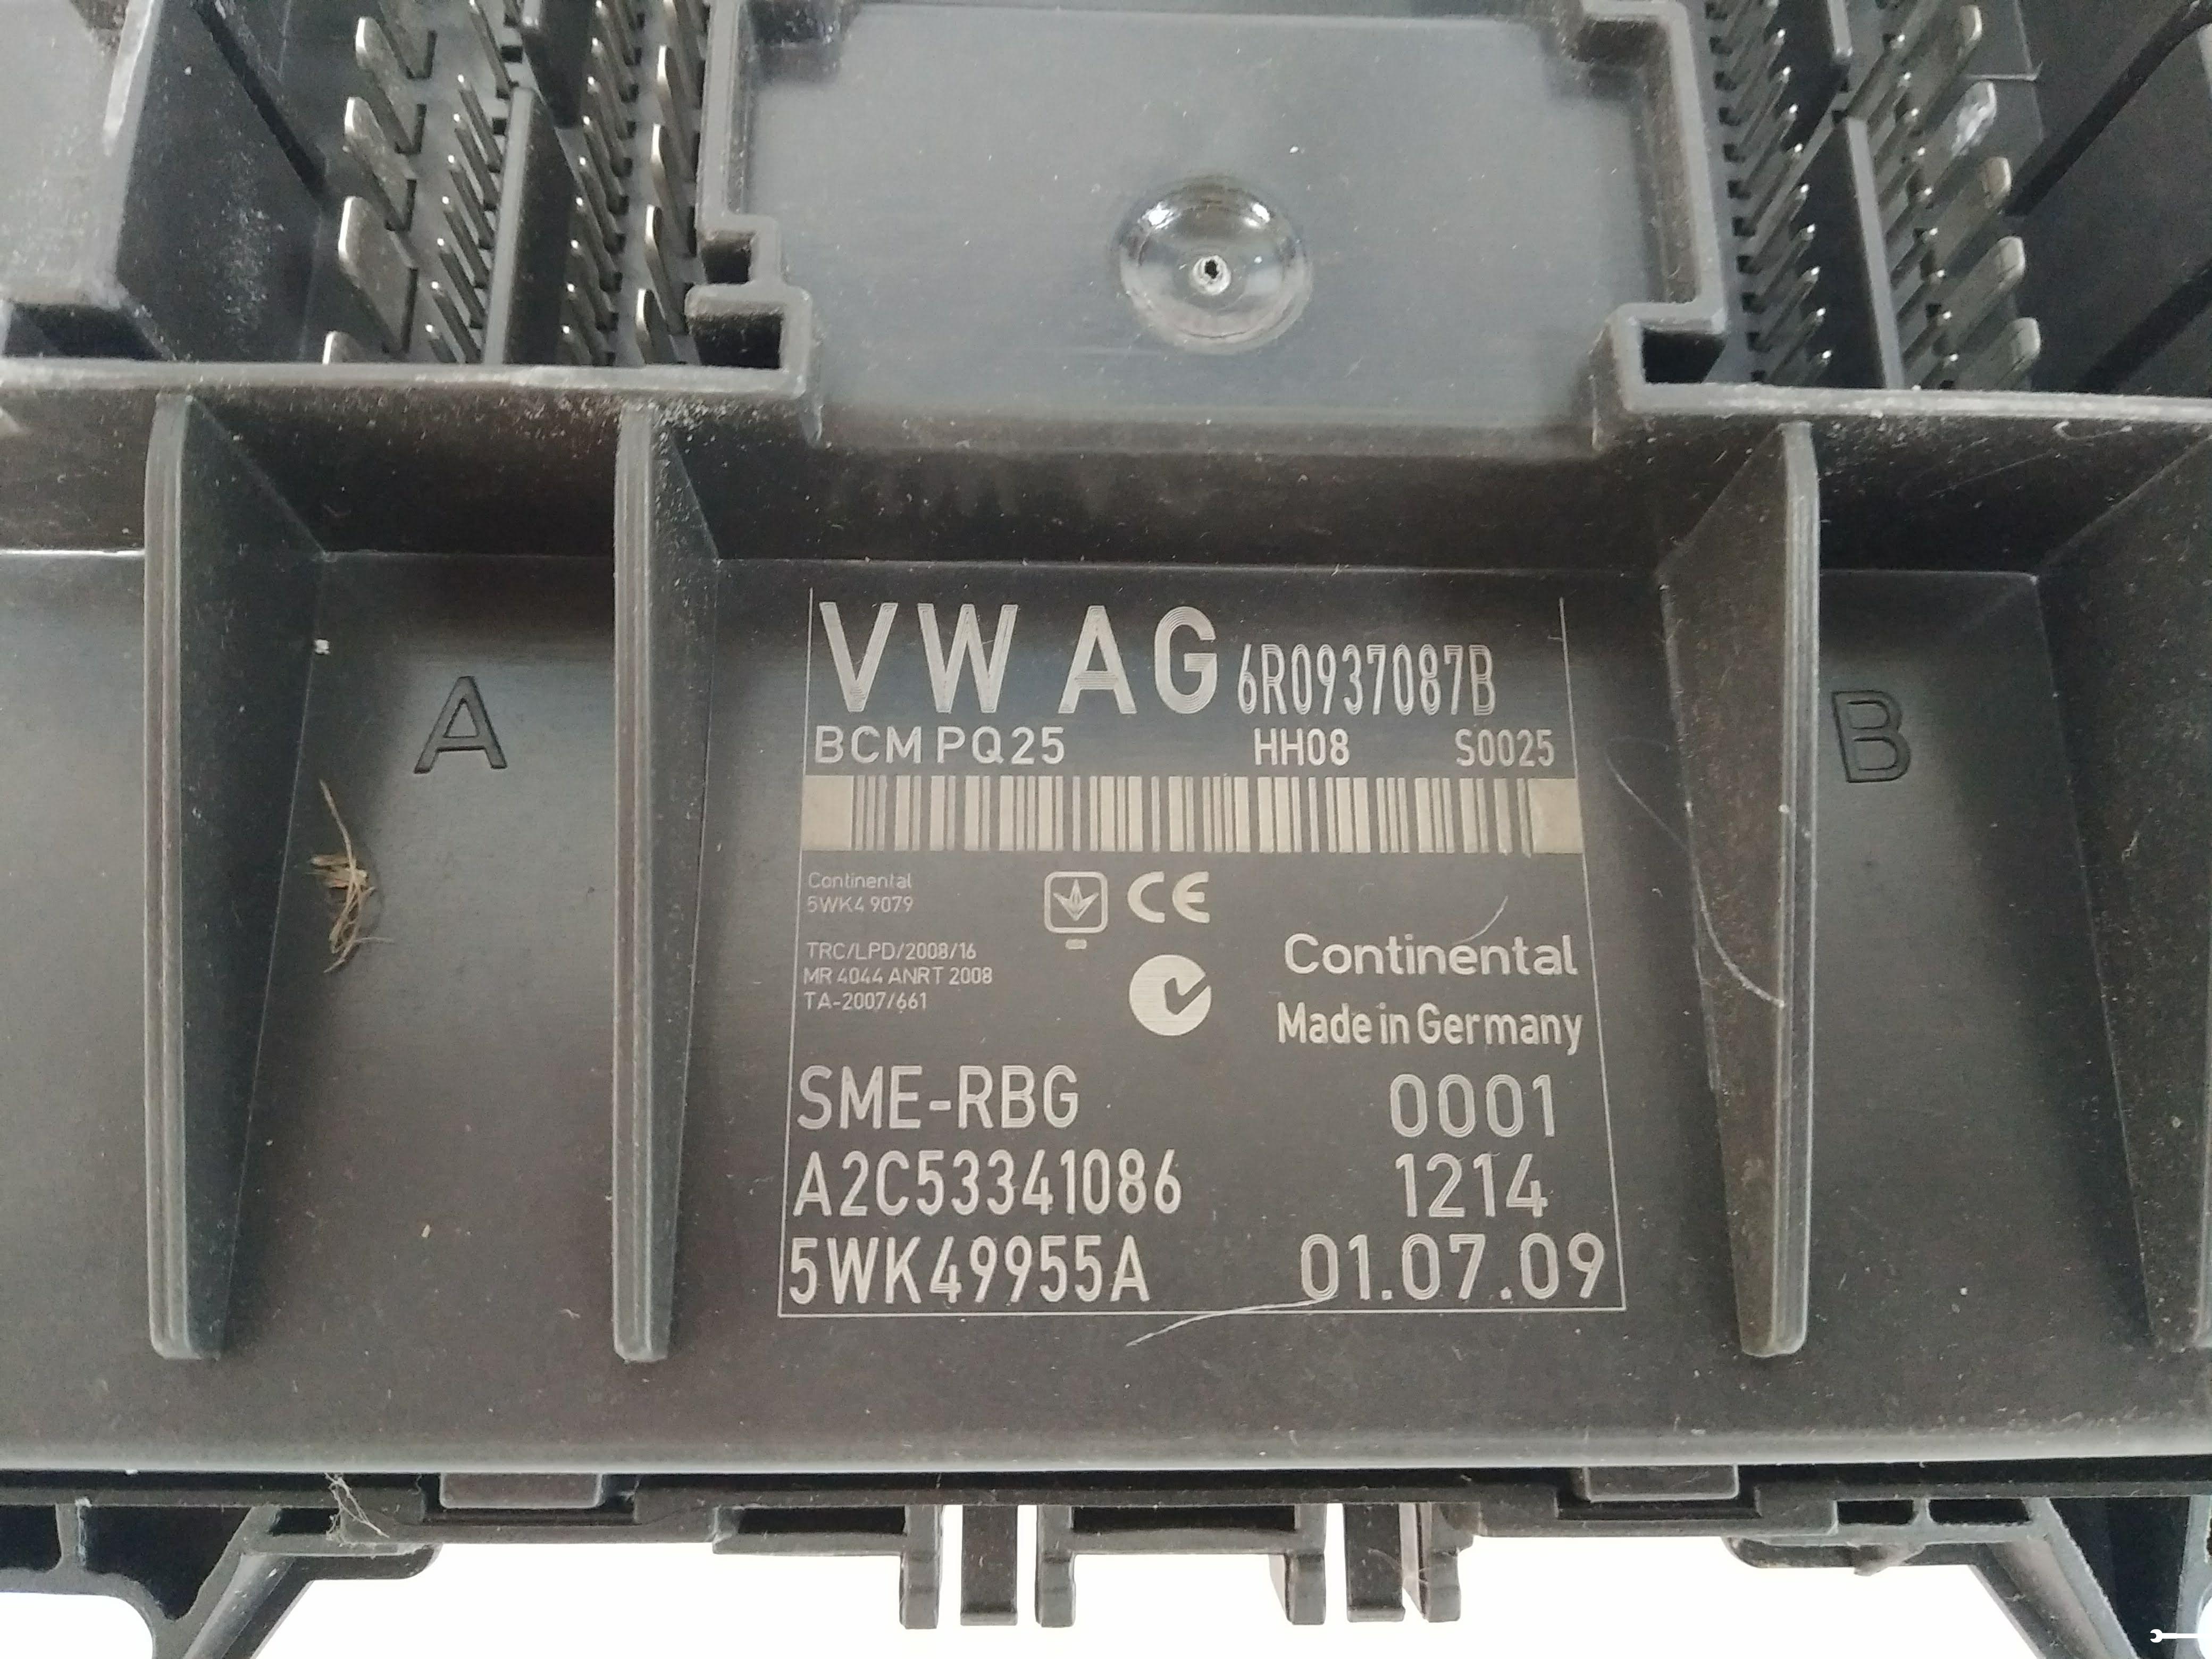 A
B
VW AG 6R0937087B
BCM PQ25 HH08 S0025
Continental
5WK4 9079
CE
TRC/LPD/2008/16
MR 4044 ANRT 2008
TA-2007/661
Continental
Made in Germany
SME-RBG 0001
A2C53341086 1214
5WK49955A 01.07.09